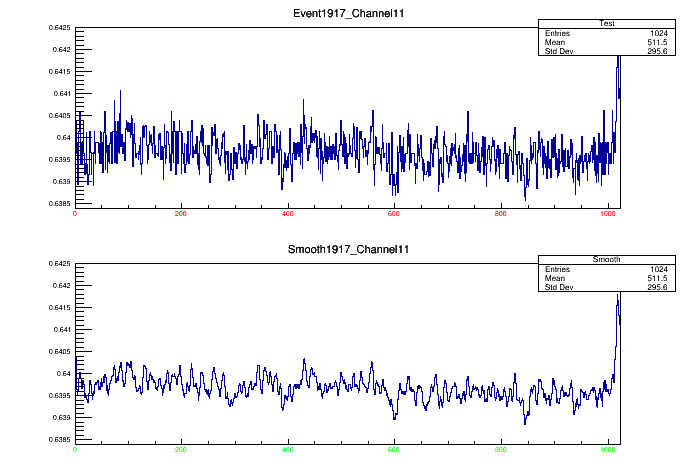 Event1917_Channel11
Test
Entries 1024
Mean 511.5
Std Dev 295.6
0.6425
0.642
0.6415
0.641
0.6405
0.64
0.6395
0.639
0.6385
0 200 400 600 800 1000
Smooth1917_Channel11
Smooth
Entries 1024
Mean 511.5
Std Dev 295.6
0.6425
0.642
0.6415
0.641
0.6405
0.64
0.6395
0.639
0.6385
0 200 400 600 800 1000